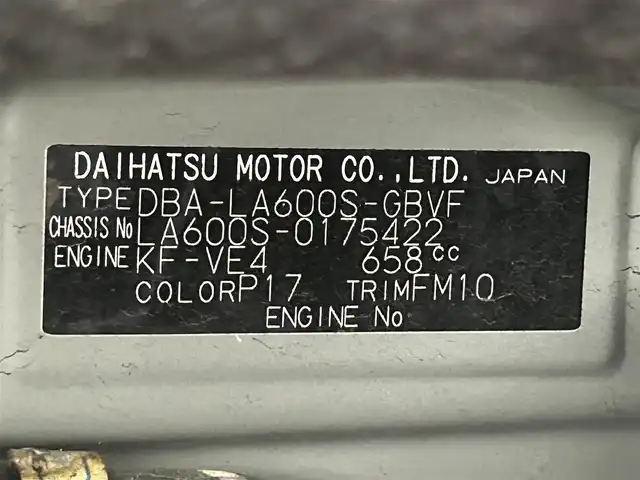 DAIHATSU MOTOR CO.,LTD. JAPAN
TYPE DBA-LA600S-GBVF
CHASSIS No LA600S-0175422
ENGINE KF-VE4 658cc
COLOR P17 TRIM FM10
ENGINE No